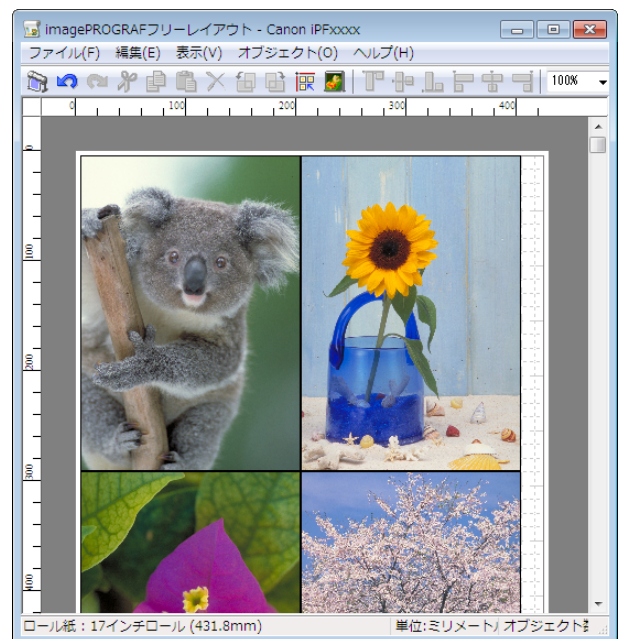 imagePROGRAFフリーレイアウト - Canon iPFxxxx
ファイル(F) 編集(E) 表示(V) オブジェクト(O) ヘルプ(H)
100%
0 100 200 300 400
0
100
200
300
400
ロール紙：17インチロール (431.8mm) 単位:ミリメート オブジェクト